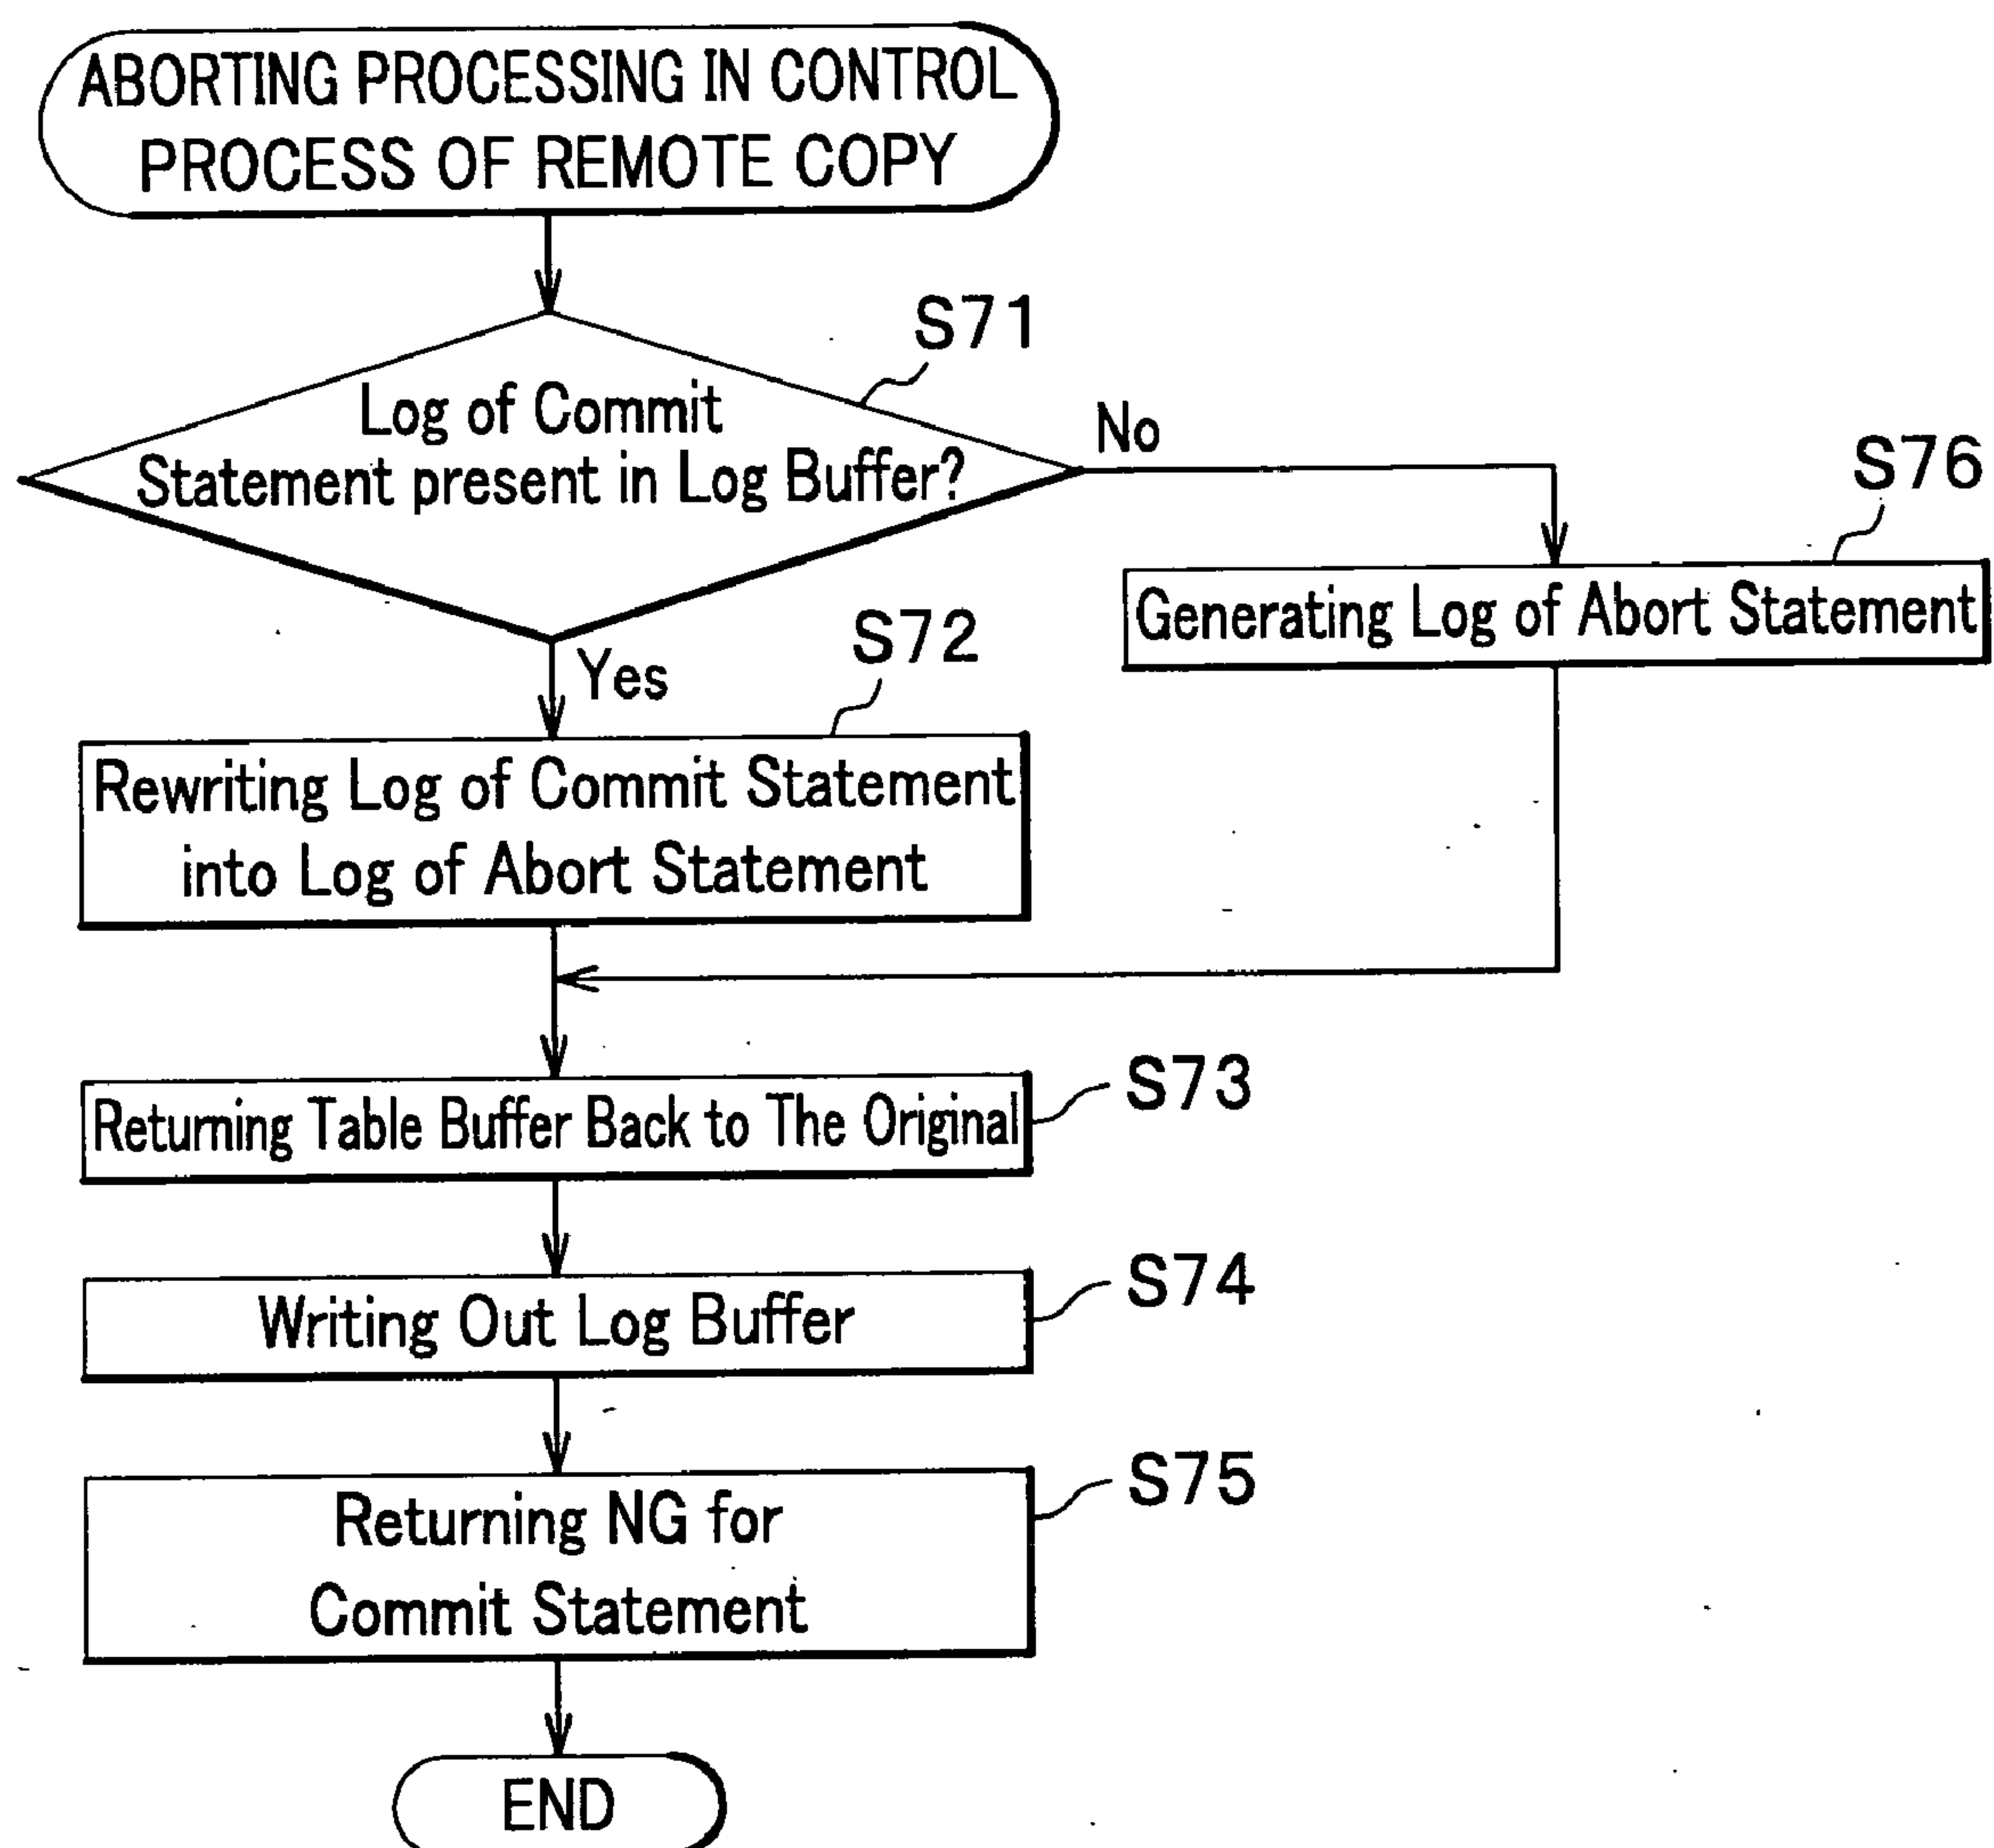 ABORTING PROCESSING IN CONTROL
PROCESS OF REMOTE COPY
S71
Log of Commit
Statement present in Log Buffer?
No
S76
Generating Log of Abort Statement
Yes
S72
Rewriting Log of Commit Statement
into Log of Abort Statement
Returning Table Buffer Back to The Original
S73
Writing Out Log Buffer
S74
Returning NG for
Commit Statement
S75
END